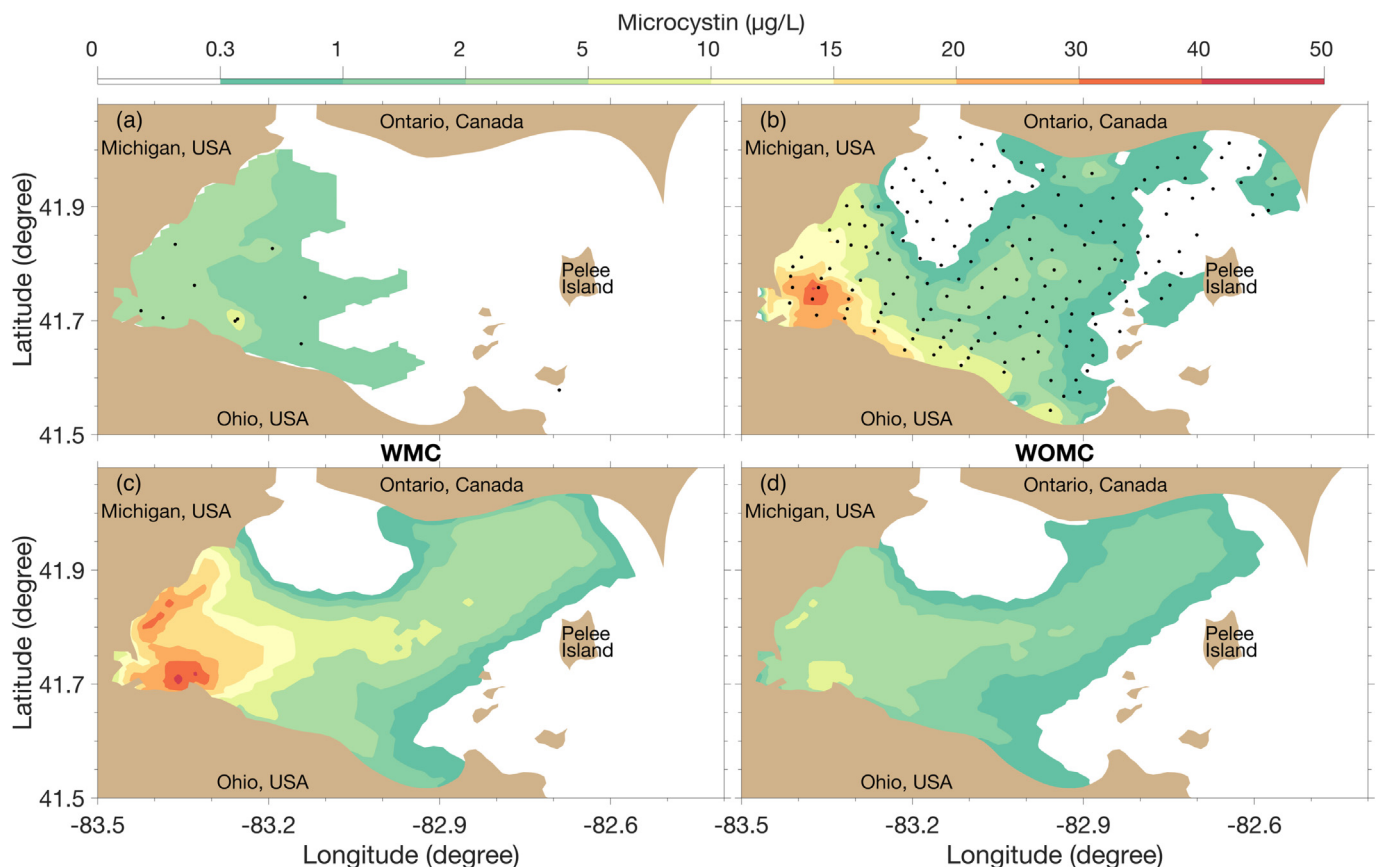 Microcystin (µg/L)
0 0.3 1 2 5 10 15 20 30 40 50
(a) Ontario, Canada
Michigan, USA
Pelee
Island
Ohio, USA
(b) Ontario, Canada
Michigan, USA
Pelee
Island
Ohio, USA
Latitude (degree)
41.9
41.7
41.5
WMC
WOMC
(c) Ontario, Canada
Michigan, USA
Pelee
Island
Ohio, USA
(d) Ontario, Canada
Michigan, USA
Pelee
Island
Ohio, USA
Latitude (degree)
41.9
41.7
41.5
-83.5 -83.2 -82.9 -82.6
-83.5 -83.2 -82.9 -82.6
Longitude (degree)
Longitude (degree)